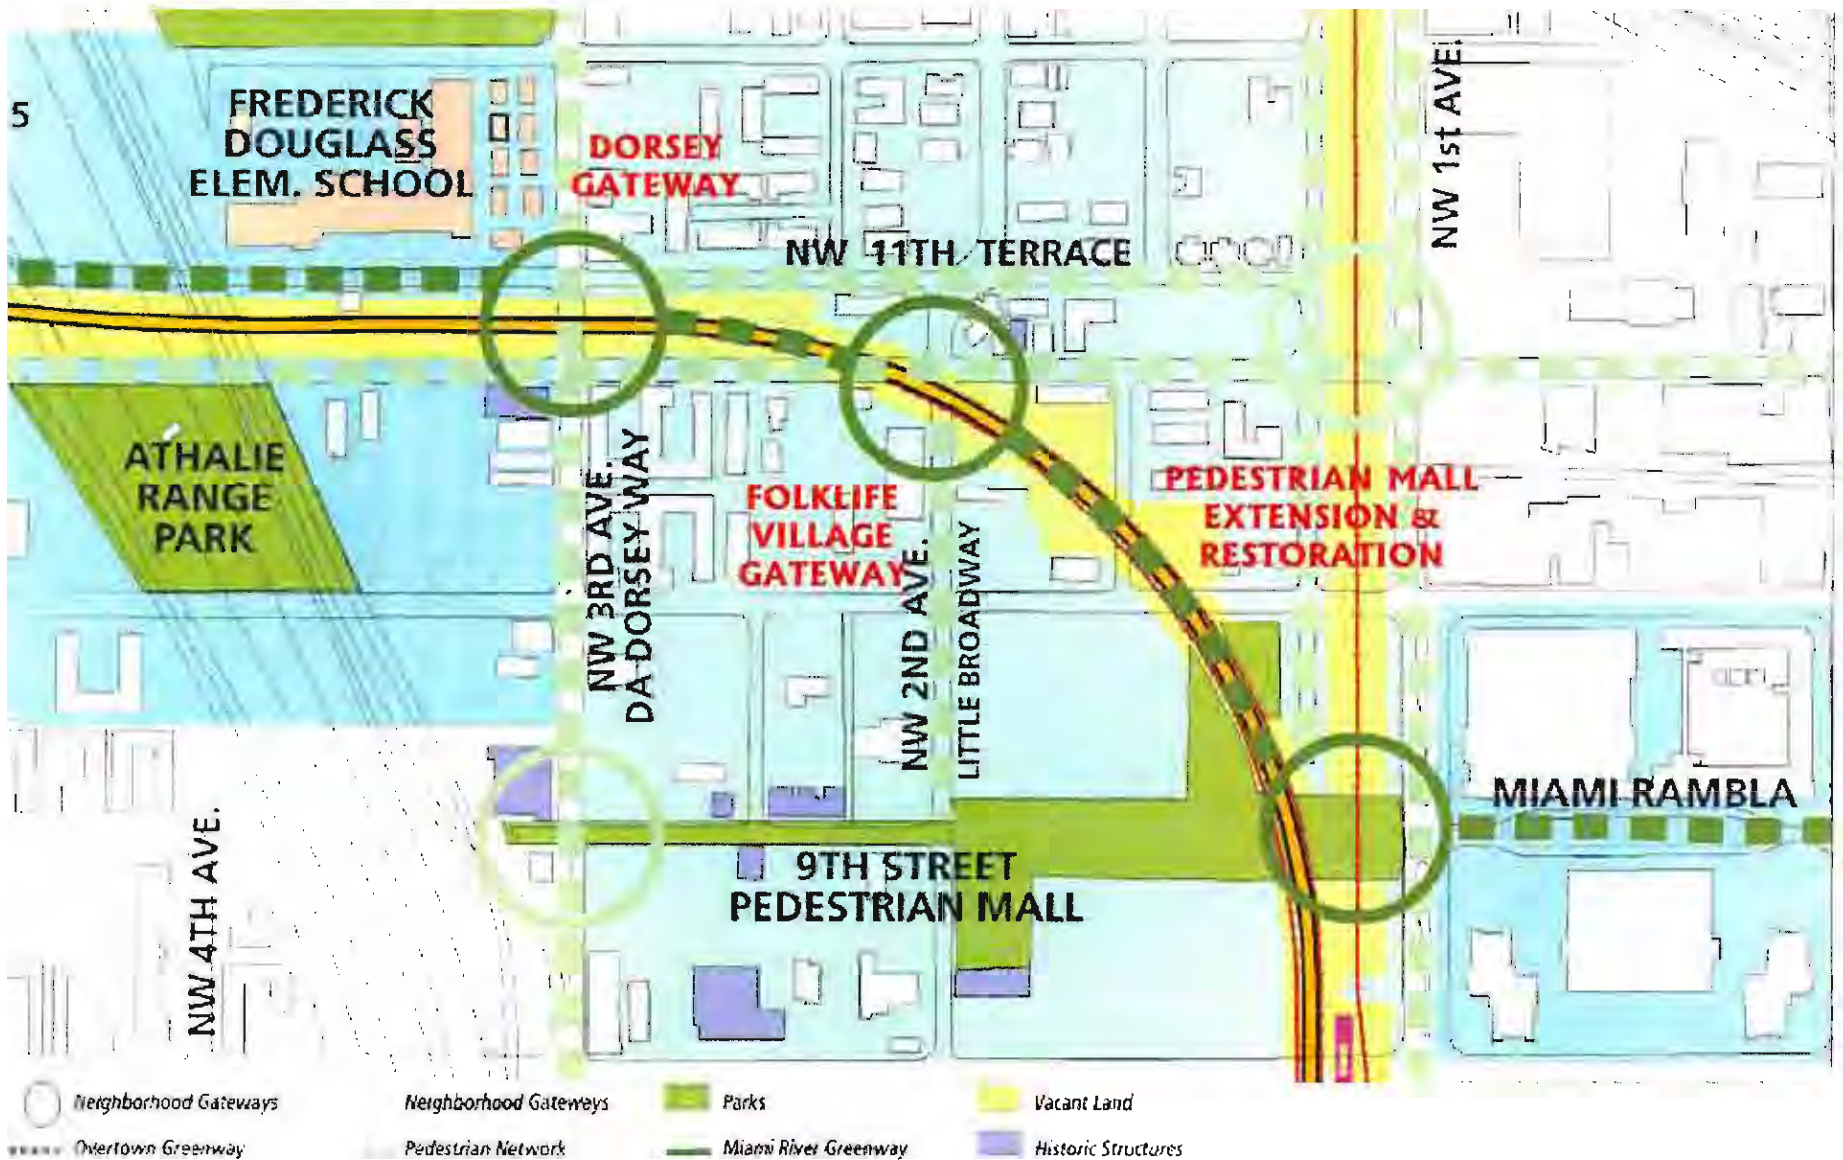 5
FREDERICK
DOUGLASS
ELEM. SCHOOL
DORSEY
GATEWAY
NW 1st AVE.
NW 11TH TERRACE
ATHALIE
RANGE
PARK
NW 3RD AVE.
DA DORSEY WAY
FOLKLIFE
VILLAGE
GATEWAY
NW 2ND AVE.
LITTLE BROADWAY
PEDESTRIAN MALL
EXTENSION &
RESTORATION
MIAMI RAMBLA
NW 4TH AVE.
9TH STREET
PEDESTRIAN MALL
Neighborhood Gateways
Neighborhood Gateways
Parks
Vacant Land
Overtown Greenway
Pedestrian Network
Miami River Greenway
Historic Structures